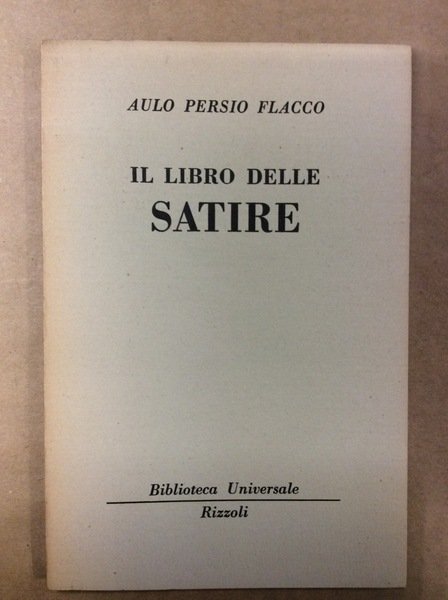 AULO PERSIO FLACCO
IL LIBRO DELLE
SATIRE
Biblioteca Universale
Rizzoli